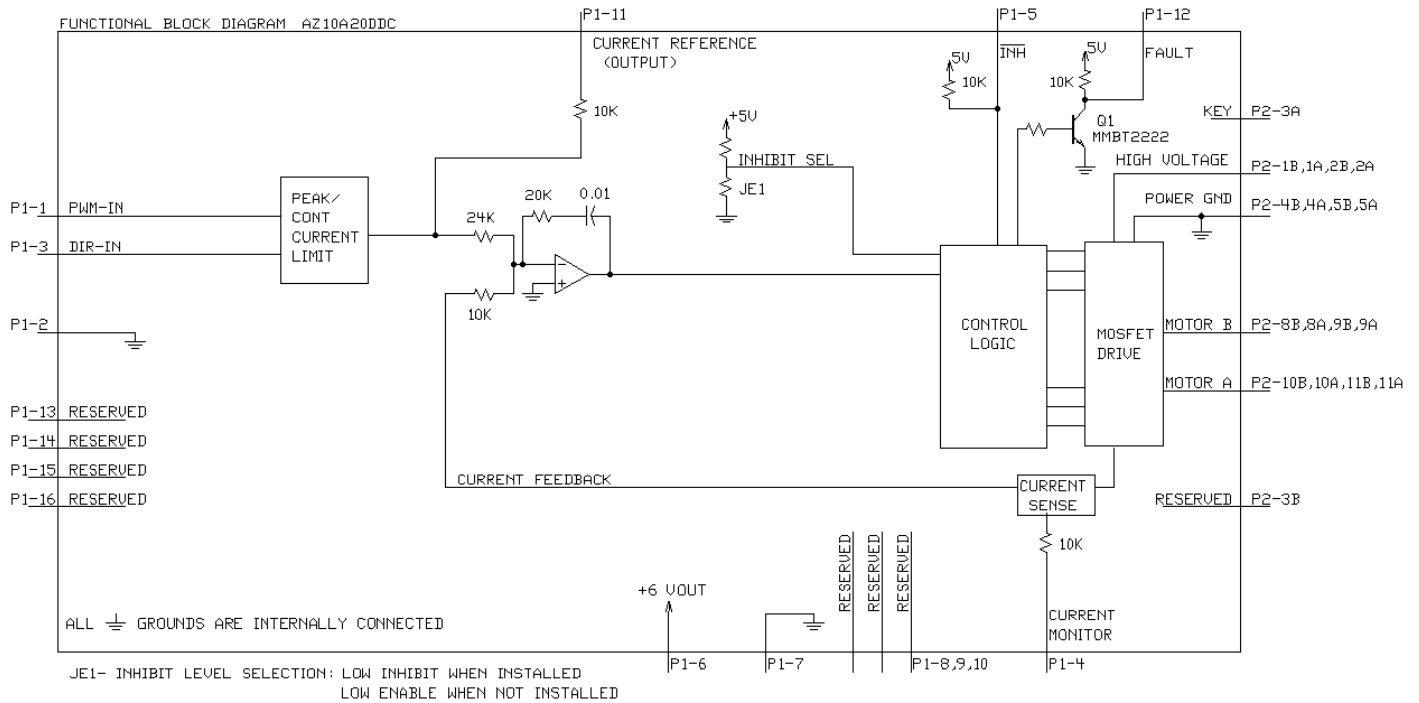 FUNCTIONAL BLOCK DIAGRAM AZ10A20DDC
P1-11
P1-5
P1-12
CURRENT REFERENCE
(OUTPUT)
INH
FAULT
5V
10K
5V
10K
10K
Q1
MMBT2222
KEY P2-3A
+5V
INHIBIT SEL
JE1
HIGH VOLTAGE P2-1B,1A,2B,2A
POWER GND P2-4B,4A,5B,5A
P1-1 PWM-IN
P1-3 DIR-IN
PEAK/
CONT
CURRENT
LIMIT
24K
20K
0.01
10K
-
+
P1-2
CONTROL
LOGIC
MOSFET
DRIVE
MOTOR B P2-8B,8A,9B,9A
MOTOR A P2-10B,10A,11B,11A
P1-13 RESERVED
P1-14 RESERVED
P1-15 RESERVED
P1-16 RESERVED
CURRENT FEEDBACK
CURRENT
SENSE
RESERVED P2-3B
10K
RESERVED
RESERVED
RESERVED
+6 VOUT
CURRENT
MONITOR
ALL GROUNDS ARE INTERNALLY CONNECTED
P1-6
P1-7
P1-8,9,10
P1-4
JE1- INHIBIT LEVEL SELECTION: LOW INHIBIT WHEN INSTALLED
LOW ENABLE WHEN NOT INSTALLED